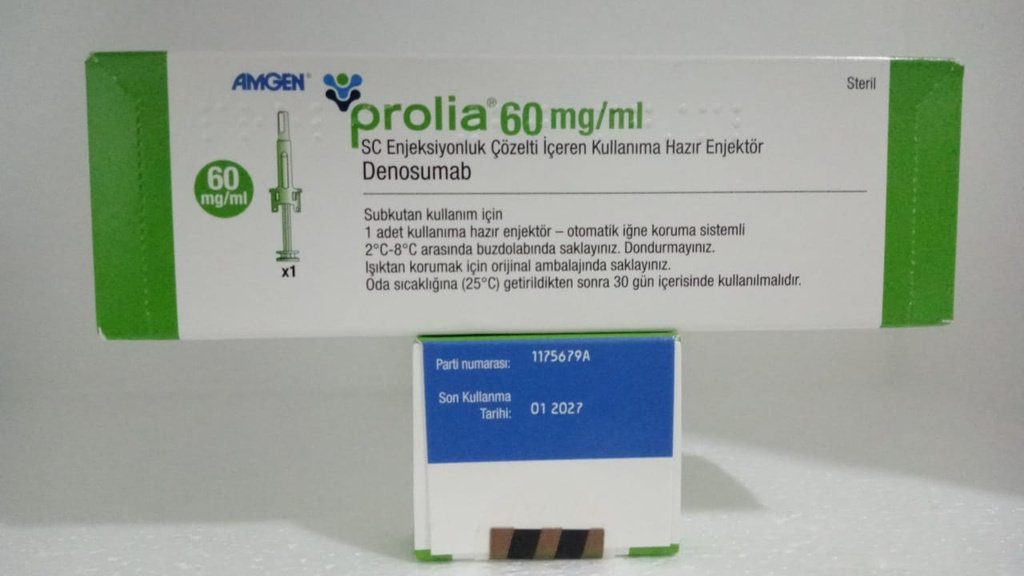 AMGEN®
prolia® 60 mg/ml
Steril
SC Enjeksiyonluk Çözelti İçeren Kullanıma Hazır Enjektör
Denosumab
60
mg/ml
x1
Subkutan kullanım için
1 adet kullanıma hazır enjektör – otomatik iğne koruma sistemli
2°C-8°C arasında buzdolabında saklayınız. Dondurmayınız.
Işıktan korumak için orijinal ambalajında saklayınız.
Oda sıcaklığına (25°C) getirildikten sonra 30 gün içerisinde kullanılmalıdır.
Parti numarası: 1175679A
Son Kullanma
Tarihi: 01 2027